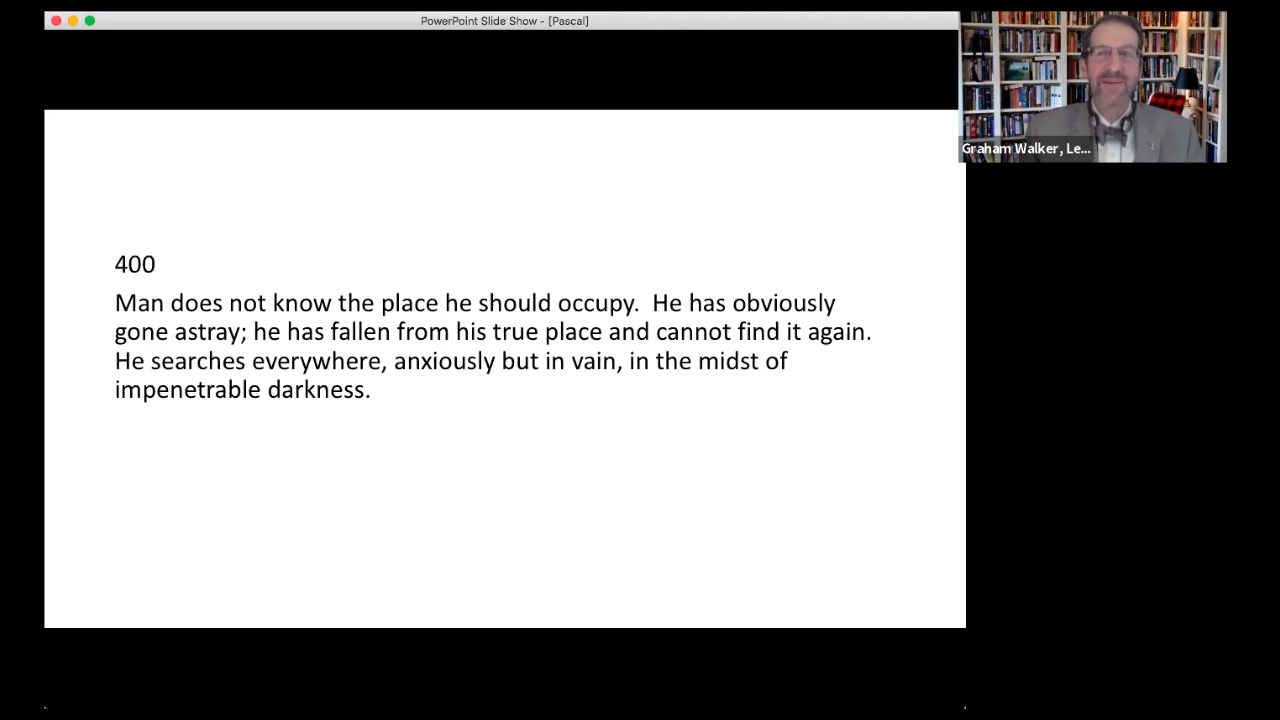 PowerPoint Slide Show - [Pascal]
Graham Walker, Le...
400
Man does not know the place he should occupy.  He has obviously
gone astray; he has fallen from his true place and cannot find it again.
He searches everywhere, anxiously but in vain, in the midst of
impenetrable darkness.